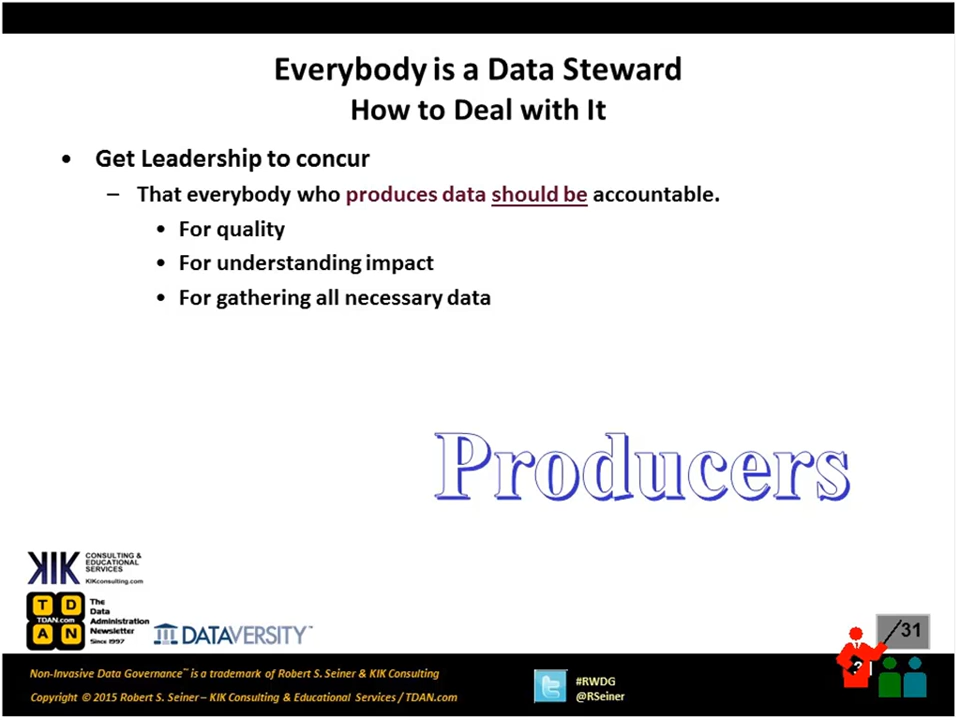 Everybody is a Data Steward
How to Deal with It
• Get Leadership to concur
– That everybody who produces data should be accountable.
• For quality
• For understanding impact
• For gathering all necessary data
Producers
KIK CONSULTING &
EDUCATIONAL
SERVICES
KIKconsulting.com
T D
TDAN.com
A N
The
Data
Administration
Newsletter
Since 1997
DATAVERSITY™
/31
Non-Invasive Data Governance™ is a trademark of Robert S. Seiner & KIK Consulting
Copyright © 2015 Robert S. Seiner – KIK Consulting & Educational Services / TDAN.com
#RWDG
@RSeiner